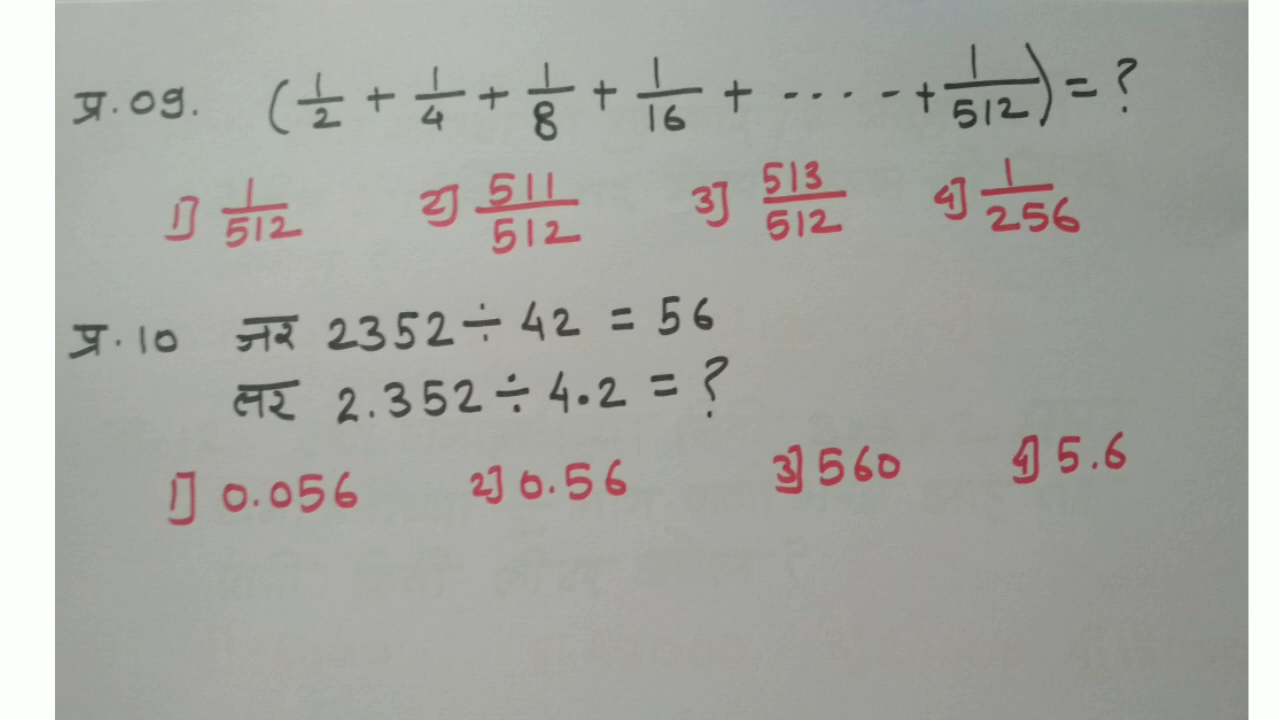 प्र.09. (1/2 + 1/4 + 1/8 + 1/16 + ..... + 1/512) = ?
1] 1/512 2] 511/512 3] 513/512 4] 1/256
प्र.10 जर 2352 ÷ 42 = 56
तर 2.352 ÷ 4.2 = ?
1] 0.056 2] 0.56 3] 560 4] 5.6